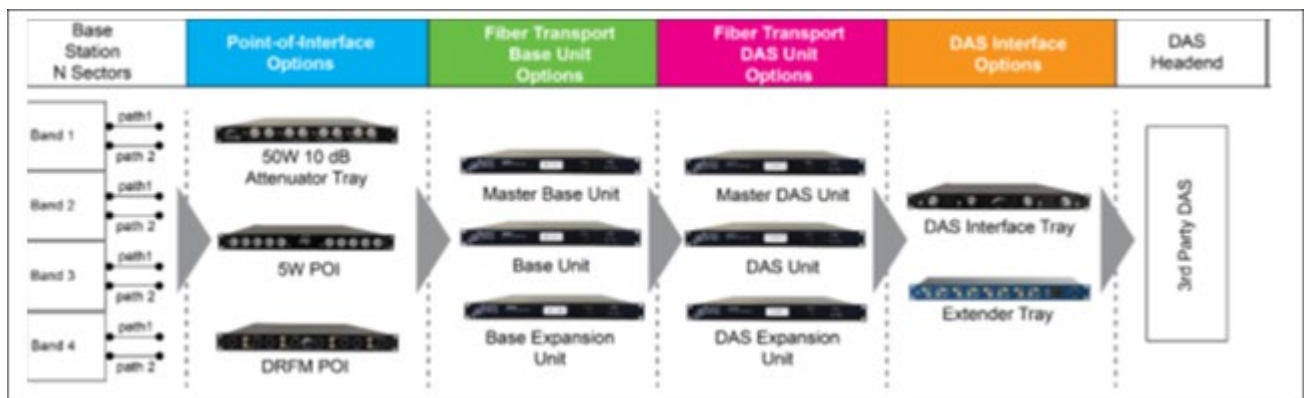 Base
Station
N Sectors
Point-of-Interface
Options
Fiber Transport
Base Unit
Options
Fiber Transport
DAS Unit
Options
DAS Interface
Options
DAS
Headend
Band 1
path1
path 2
Band 2
path1
path 2
Band 3
path1
path 2
Band 4
path1
path 2
50W 10 dB
Attenuator Tray
5W POI
DRFM POI
Master Base Unit
Base Unit
Base Expansion
Unit
Master DAS Unit
DAS Unit
DAS Expansion
Unit
DAS Interface Tray
Extender Tray
3rd Party DAS